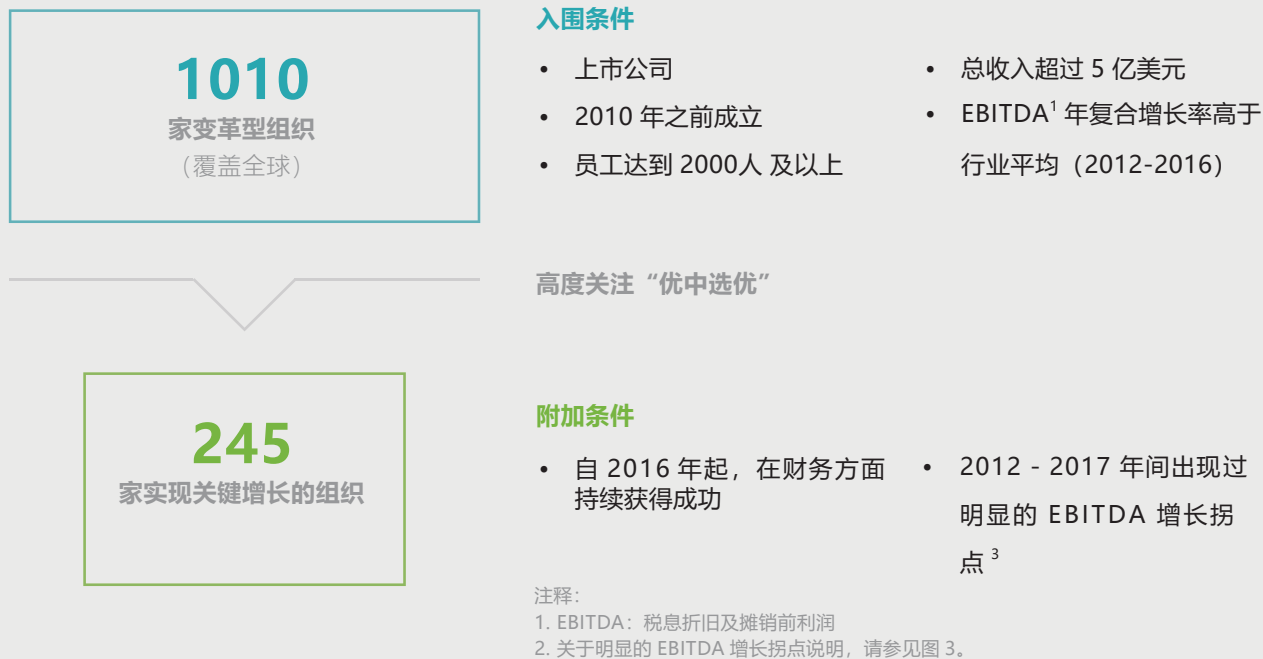 1010
家变革型组织
（覆盖全球）
入围条件
• 上市公司
• 2010 年之前成立
• 员工达到 2000人 及以上
• 总收入超过 5 亿美元
• EBITDA¹ 年复合增长率高于
行业平均（2012-2016）
高度关注“优中选优”
245
家实现关键增长的组织
附加条件
• 自 2016 年起，在财务方面
持续获得成功
• 2012 - 2017 年间出现过
明显的 EBITDA 增长拐
点 ³
注释：
1. EBITDA：税息折旧及摊销前利润
2. 关于明显的 EBITDA 增长拐点说明，请参见图 3。